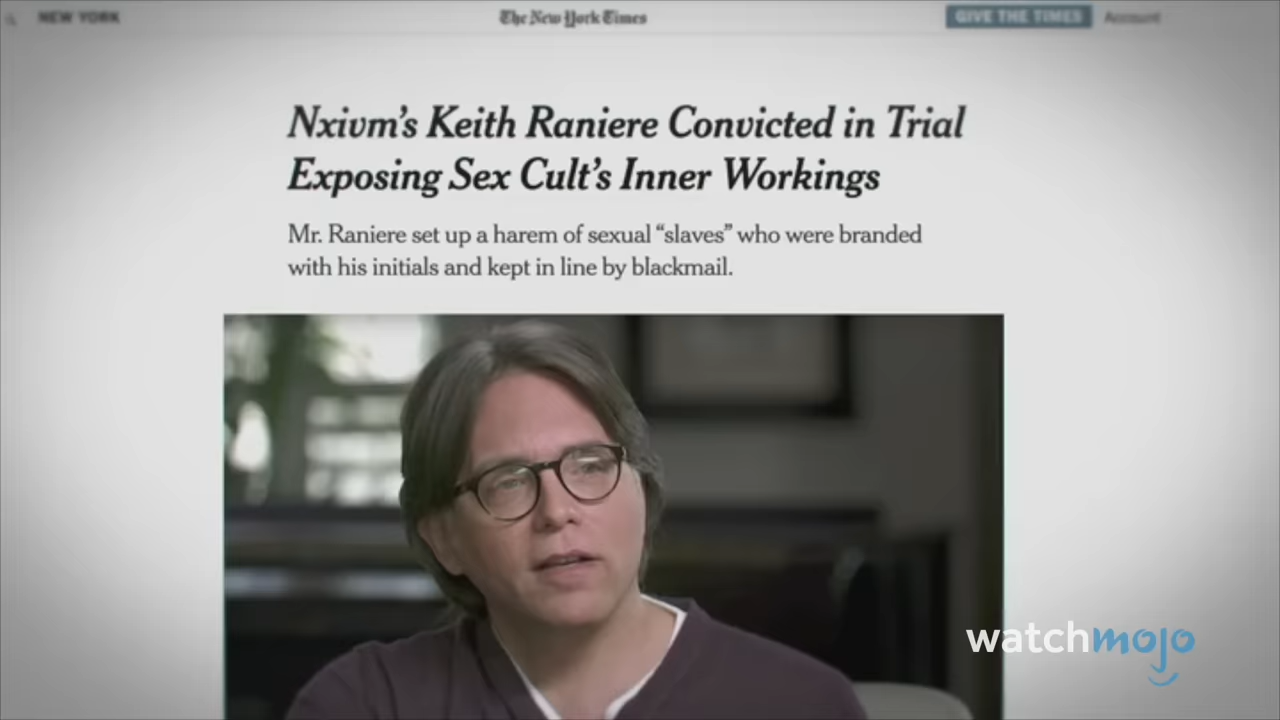 NEW YORK
The New York Times
GIVE THE TIMES
Account
Nxivm's Keith Raniere Convicted in Trial
Exposing Sex Cult's Inner Workings
Mr. Raniere set up a harem of sexual “slaves” who were branded
with his initials and kept in line by blackmail.
watchmojo